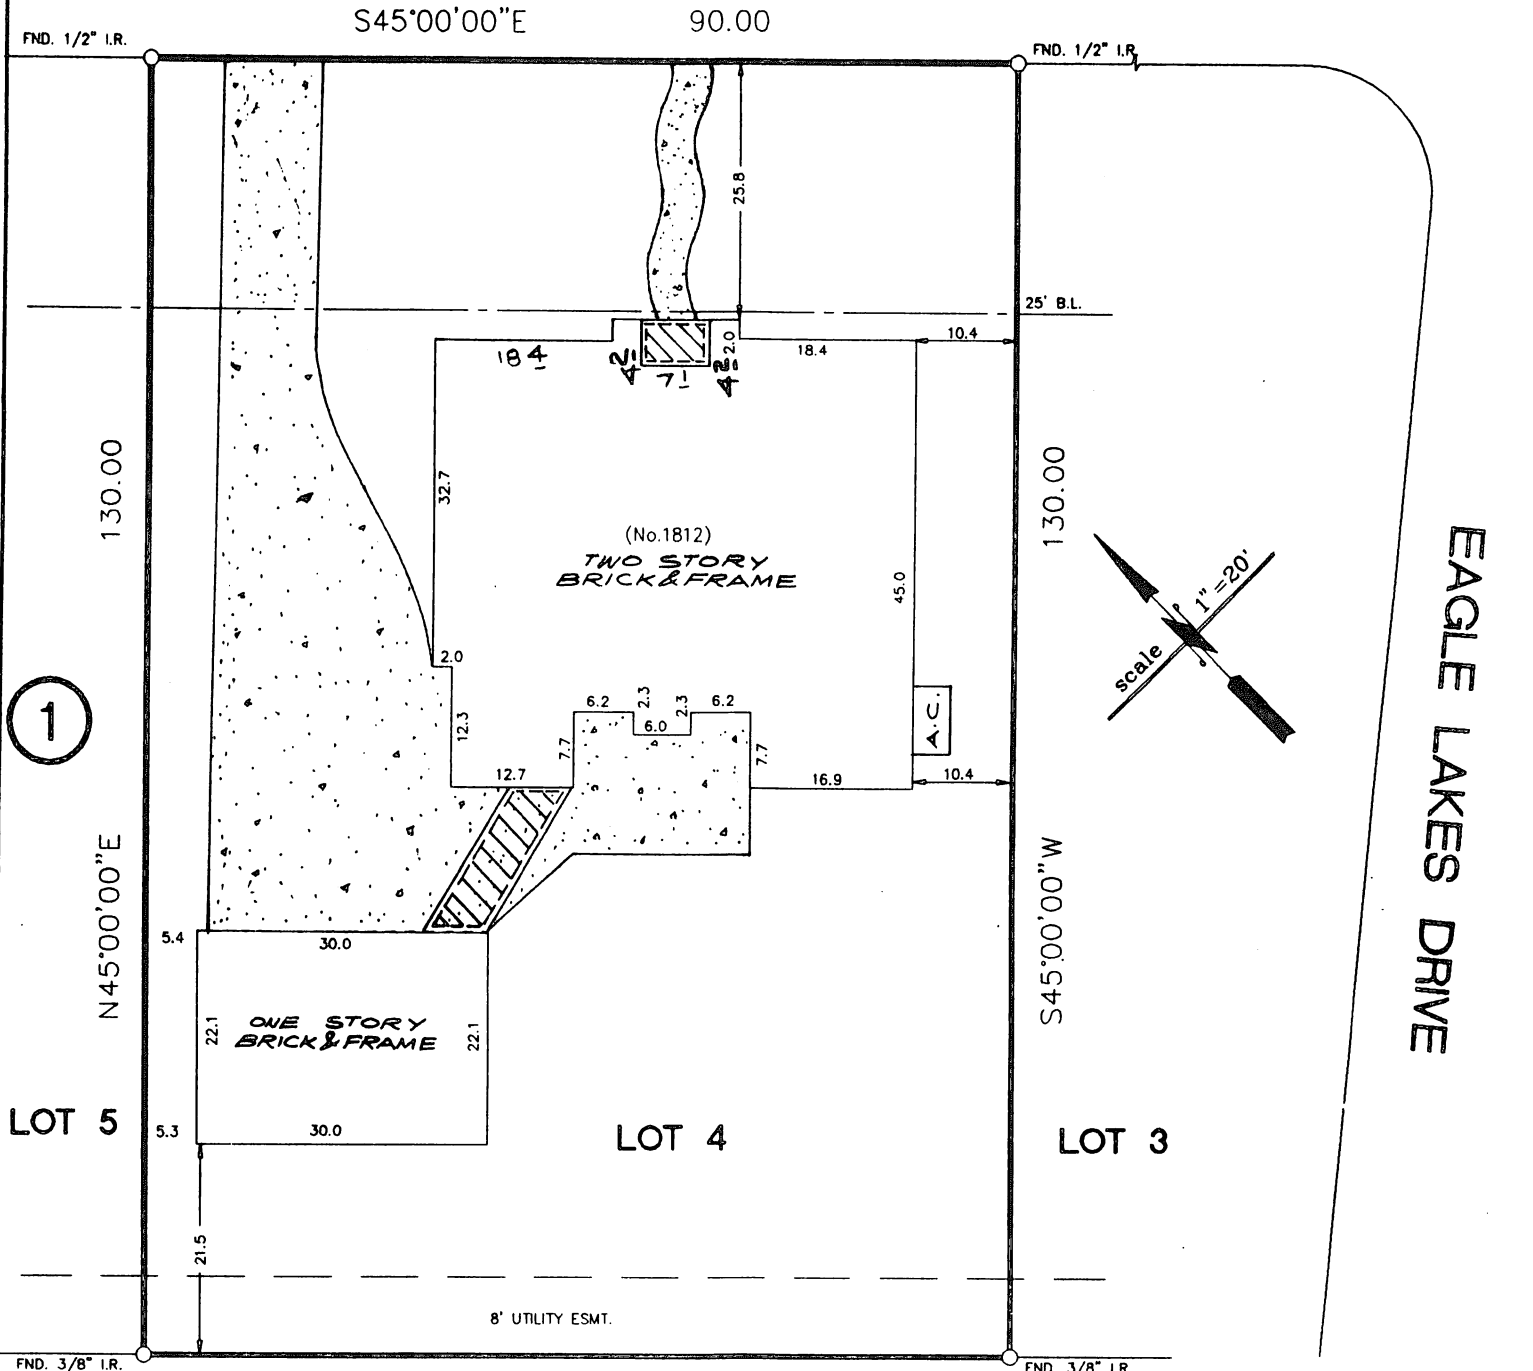 S45°00'00"E 90.00
FND. 1/2" I.R.
FND. 1/2" I.R.
25.8
25' B.L.
18 4
4 2
7 1
4 2
2.0
18.4
10.4
130.00
32.7
(No.1812)
TWO STORY
BRICK & FRAME
45.0
130.00
1"=20'
scale
EAGLE LAKES DRIVE
1
2.0
12.3
6.2
2.3
6.0
2.3
6.2
7.7
7.7
A.C.
12.7
16.9
10.4
N45°00'00"E
S45°00'00"W
5.4
30.0
22.1
ONE STORY
BRICK & FRAME
22.1
LOT 5
5.3
30.0
LOT 4
LOT 3
21.5
8' UTILITY ESMT.
FND. 3/8" I.R.
FND. 3/8" I.R.